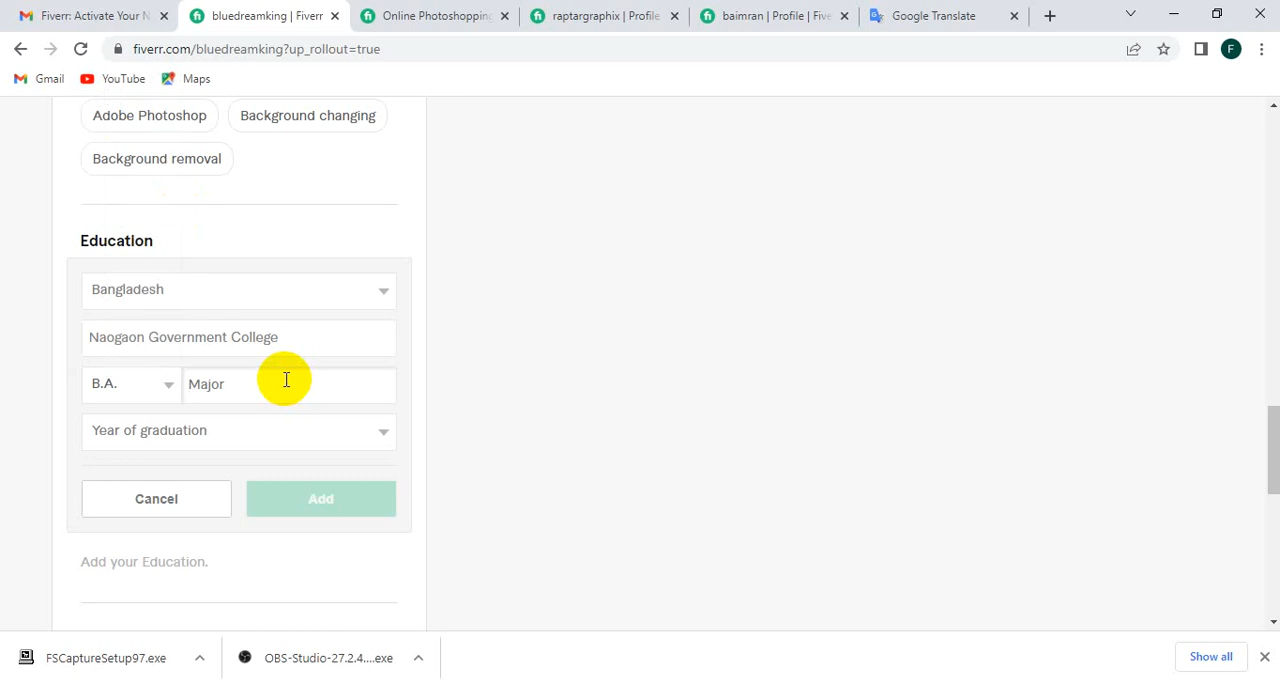 Fiverr: Activate Your N
bluedreamking | Fiverr
Online Photoshopping
raptargraphix | Profile
baimran | Profile | Five
Google Translate
fiverr.com/bluedreamking?up_rollout=true
F
Gmail
YouTube
Maps
Adobe Photoshop
Background changing
Background removal
Education
Bangladesh
Naogaon Government College
B.A.
Major
Year of graduation
Cancel
Add
Add your Education.
FSCaptureSetup97.exe
OBS-Studio-27.2.4....exe
Show all